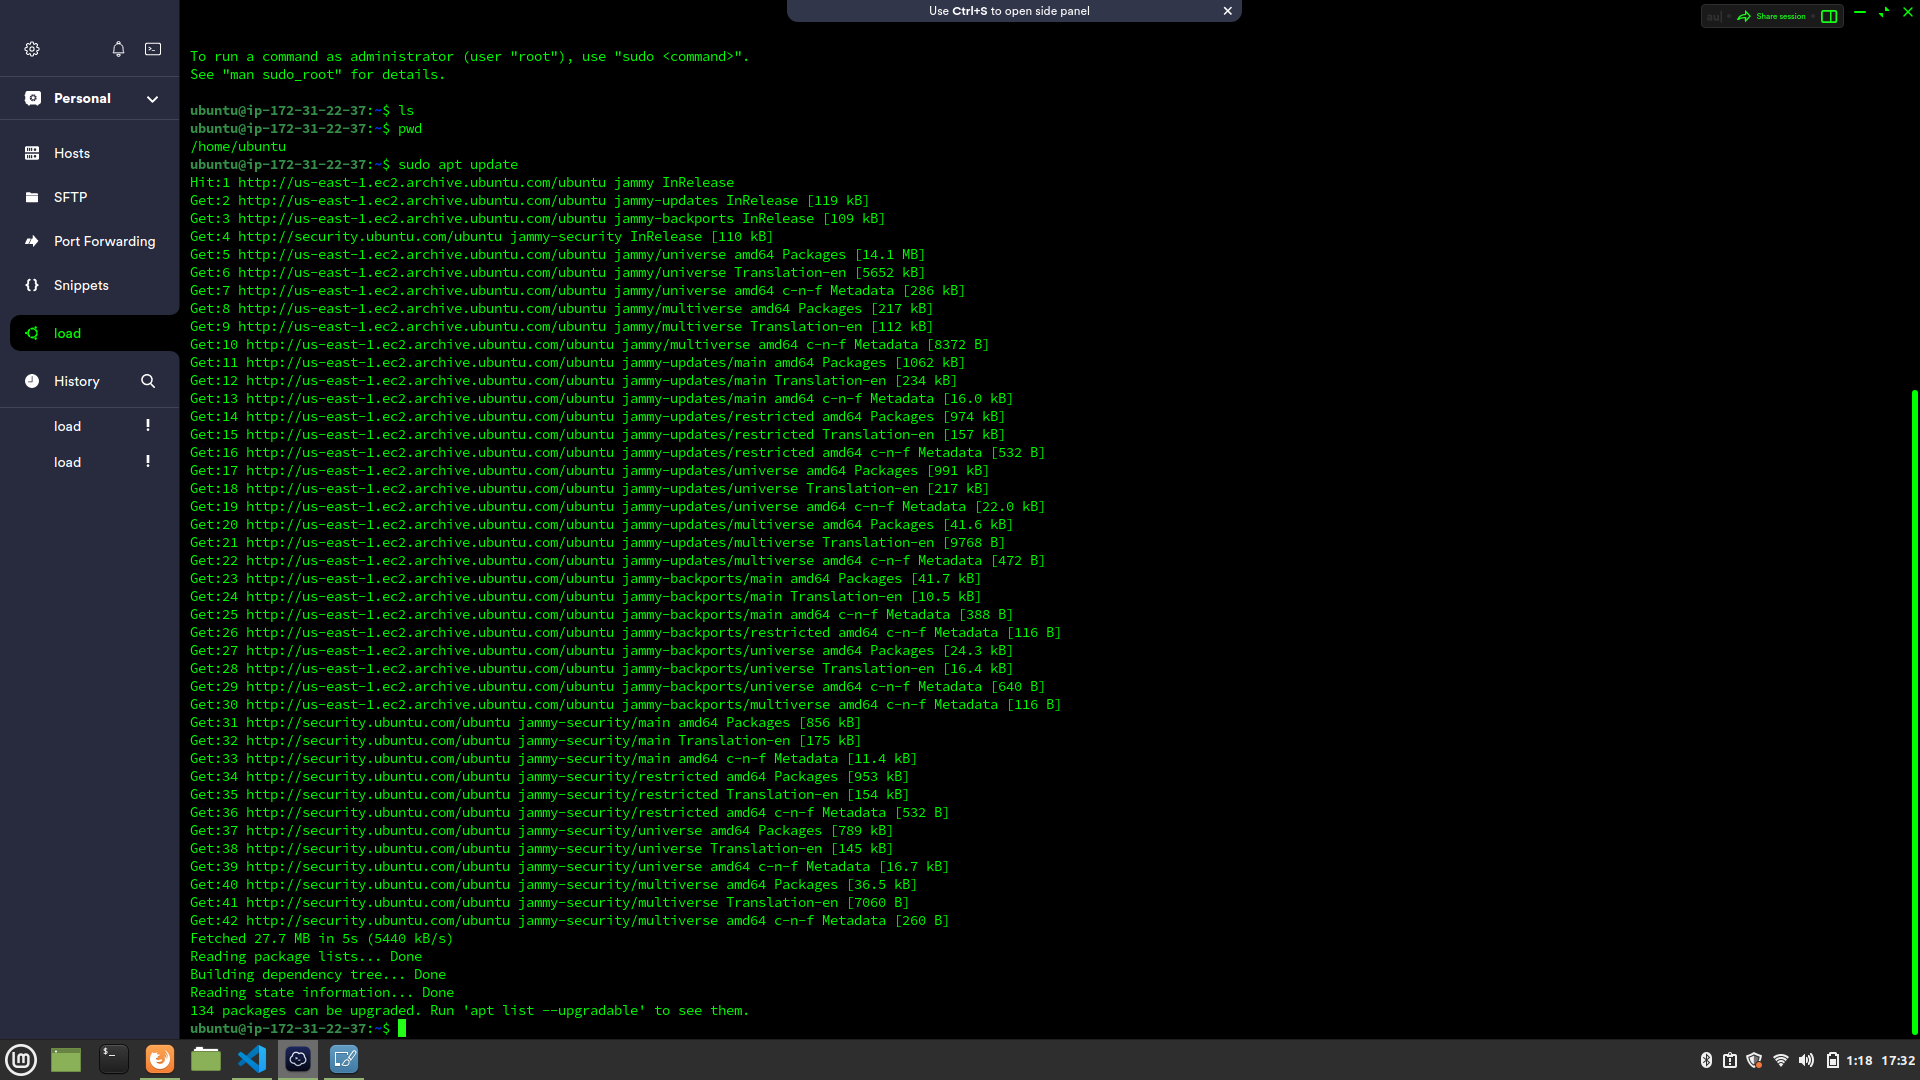 Use Ctrl+S to open side panel
Share session
Personal
Hosts
SFTP
Port Forwarding
Snippets
load
History
load
load
To run a command as administrator (user "root"), use "sudo <command>".
See "man sudo_root" for details.
ubuntu@ip-172-31-22-37:~$ ls
ubuntu@ip-172-31-22-37:~$ pwd
/home/ubuntu
ubuntu@ip-172-31-22-37:~$ sudo apt update
Hit:1 http://us-east-1.ec2.archive.ubuntu.com/ubuntu jammy InRelease
Get:2 http://us-east-1.ec2.archive.ubuntu.com/ubuntu jammy-updates InRelease [119 kB]
Get:3 http://us-east-1.ec2.archive.ubuntu.com/ubuntu jammy-backports InRelease [109 kB]
Get:4 http://security.ubuntu.com/ubuntu jammy-security InRelease [110 kB]
Get:5 http://us-east-1.ec2.archive.ubuntu.com/ubuntu jammy/universe amd64 Packages [14.1 MB]
Get:6 http://us-east-1.ec2.archive.ubuntu.com/ubuntu jammy/universe Translation-en [5652 kB]
Get:7 http://us-east-1.ec2.archive.ubuntu.com/ubuntu jammy/universe amd64 c-n-f Metadata [286 kB]
Get:8 http://us-east-1.ec2.archive.ubuntu.com/ubuntu jammy/multiverse amd64 Packages [217 kB]
Get:9 http://us-east-1.ec2.archive.ubuntu.com/ubuntu jammy/multiverse Translation-en [112 kB]
Get:10 http://us-east-1.ec2.archive.ubuntu.com/ubuntu jammy/multiverse amd64 c-n-f Metadata [8372 B]
Get:11 http://us-east-1.ec2.archive.ubuntu.com/ubuntu jammy-updates/main amd64 Packages [1062 kB]
Get:12 http://us-east-1.ec2.archive.ubuntu.com/ubuntu jammy-updates/main Translation-en [234 kB]
Get:13 http://us-east-1.ec2.archive.ubuntu.com/ubuntu jammy-updates/main amd64 c-n-f Metadata [16.0 kB]
Get:14 http://us-east-1.ec2.archive.ubuntu.com/ubuntu jammy-updates/restricted amd64 Packages [974 kB]
Get:15 http://us-east-1.ec2.archive.ubuntu.com/ubuntu jammy-updates/restricted Translation-en [157 kB]
Get:16 http://us-east-1.ec2.archive.ubuntu.com/ubuntu jammy-updates/restricted amd64 c-n-f Metadata [532 B]
Get:17 http://us-east-1.ec2.archive.ubuntu.com/ubuntu jammy-updates/universe amd64 Packages [991 kB]
Get:18 http://us-east-1.ec2.archive.ubuntu.com/ubuntu jammy-updates/universe Translation-en [217 kB]
Get:19 http://us-east-1.ec2.archive.ubuntu.com/ubuntu jammy-updates/universe amd64 c-n-f Metadata [22.0 kB]
Get:20 http://us-east-1.ec2.archive.ubuntu.com/ubuntu jammy-updates/multiverse amd64 Packages [41.6 kB]
Get:21 http://us-east-1.ec2.archive.ubuntu.com/ubuntu jammy-updates/multiverse Translation-en [9768 B]
Get:22 http://us-east-1.ec2.archive.ubuntu.com/ubuntu jammy-updates/multiverse amd64 c-n-f Metadata [472 B]
Get:23 http://us-east-1.ec2.archive.ubuntu.com/ubuntu jammy-backports/main amd64 Packages [41.7 kB]
Get:24 http://us-east-1.ec2.archive.ubuntu.com/ubuntu jammy-backports/main Translation-en [10.5 kB]
Get:25 http://us-east-1.ec2.archive.ubuntu.com/ubuntu jammy-backports/main amd64 c-n-f Metadata [388 B]
Get:26 http://us-east-1.ec2.archive.ubuntu.com/ubuntu jammy-backports/restricted amd64 c-n-f Metadata [116 B]
Get:27 http://us-east-1.ec2.archive.ubuntu.com/ubuntu jammy-backports/universe amd64 Packages [24.3 kB]
Get:28 http://us-east-1.ec2.archive.ubuntu.com/ubuntu jammy-backports/universe Translation-en [16.4 kB]
Get:29 http://us-east-1.ec2.archive.ubuntu.com/ubuntu jammy-backports/universe amd64 c-n-f Metadata [640 B]
Get:30 http://us-east-1.ec2.archive.ubuntu.com/ubuntu jammy-backports/multiverse amd64 c-n-f Metadata [116 B]
Get:31 http://security.ubuntu.com/ubuntu jammy-security/main amd64 Packages [856 kB]
Get:32 http://security.ubuntu.com/ubuntu jammy-security/main Translation-en [175 kB]
Get:33 http://security.ubuntu.com/ubuntu jammy-security/main amd64 c-n-f Metadata [11.4 kB]
Get:34 http://security.ubuntu.com/ubuntu jammy-security/restricted amd64 Packages [953 kB]
Get:35 http://security.ubuntu.com/ubuntu jammy-security/restricted Translation-en [154 kB]
Get:36 http://security.ubuntu.com/ubuntu jammy-security/restricted amd64 c-n-f Metadata [532 B]
Get:37 http://security.ubuntu.com/ubuntu jammy-security/universe amd64 Packages [789 kB]
Get:38 http://security.ubuntu.com/ubuntu jammy-security/universe Translation-en [145 kB]
Get:39 http://security.ubuntu.com/ubuntu jammy-security/universe amd64 c-n-f Metadata [16.7 kB]
Get:40 http://security.ubuntu.com/ubuntu jammy-security/multiverse amd64 Packages [36.5 kB]
Get:41 http://security.ubuntu.com/ubuntu jammy-security/multiverse Translation-en [7060 B]
Get:42 http://security.ubuntu.com/ubuntu jammy-security/multiverse amd64 c-n-f Metadata [260 B]
Fetched 27.7 MB in 5s (5440 kB/s)
Reading package lists... Done
Building dependency tree... Done
Reading state information... Done
134 packages can be upgraded. Run 'apt list --upgradable' to see them.
ubuntu@ip-172-31-22-37:~$
1:18 17:32